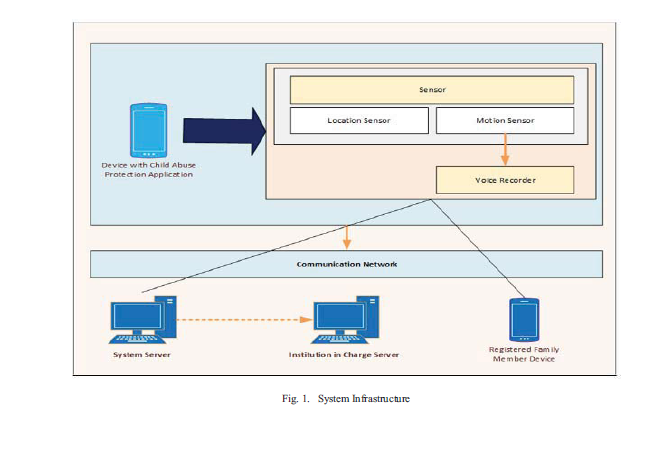 Sensor
Location Sensor
Motion Sensor
Device with Child Abuse
Protection Application
Voice Recorder
Communication Network
System Server
Institution in Charge Server
Registered Family
Member Device
Fig. 1. System Infrastructure